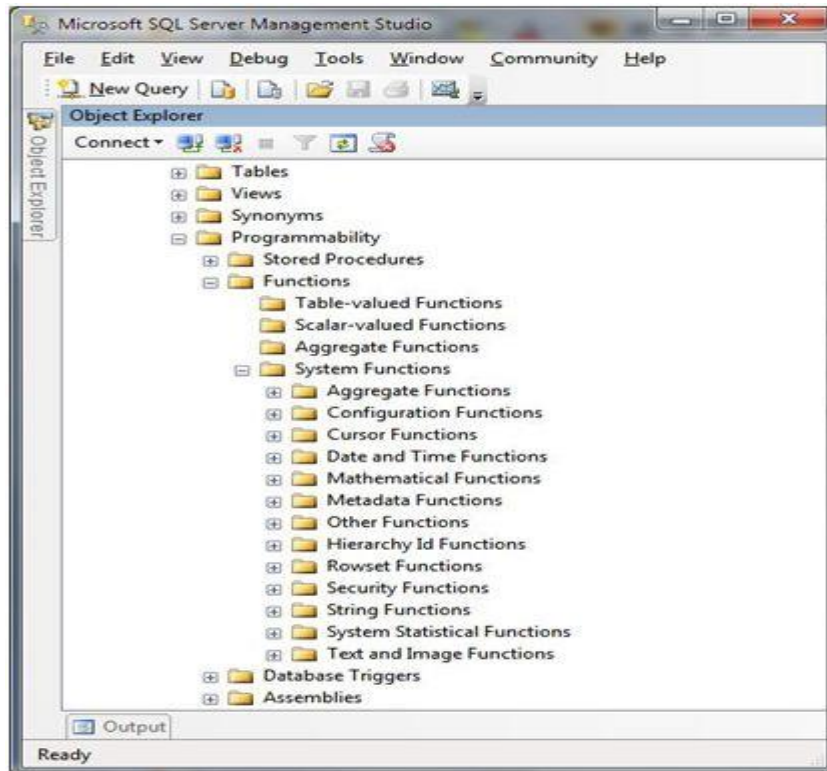 Microsoft SQL Server Management Studio
File Edit View Debug Tools Window Community Help
New Query
Object Explorer
Object Explorer
Connect
Tables
Views
Synonyms
Programmability
Stored Procedures
Functions
Table-valued Functions
Scalar-valued Functions
Aggregate Functions
System Functions
Aggregate Functions
Configuration Functions
Cursor Functions
Date and Time Functions
Mathematical Functions
Metadata Functions
Other Functions
Hierarchy Id Functions
Rowset Functions
Security Functions
String Functions
System Statistical Functions
Text and Image Functions
Database Triggers
Assemblies
Output
Ready